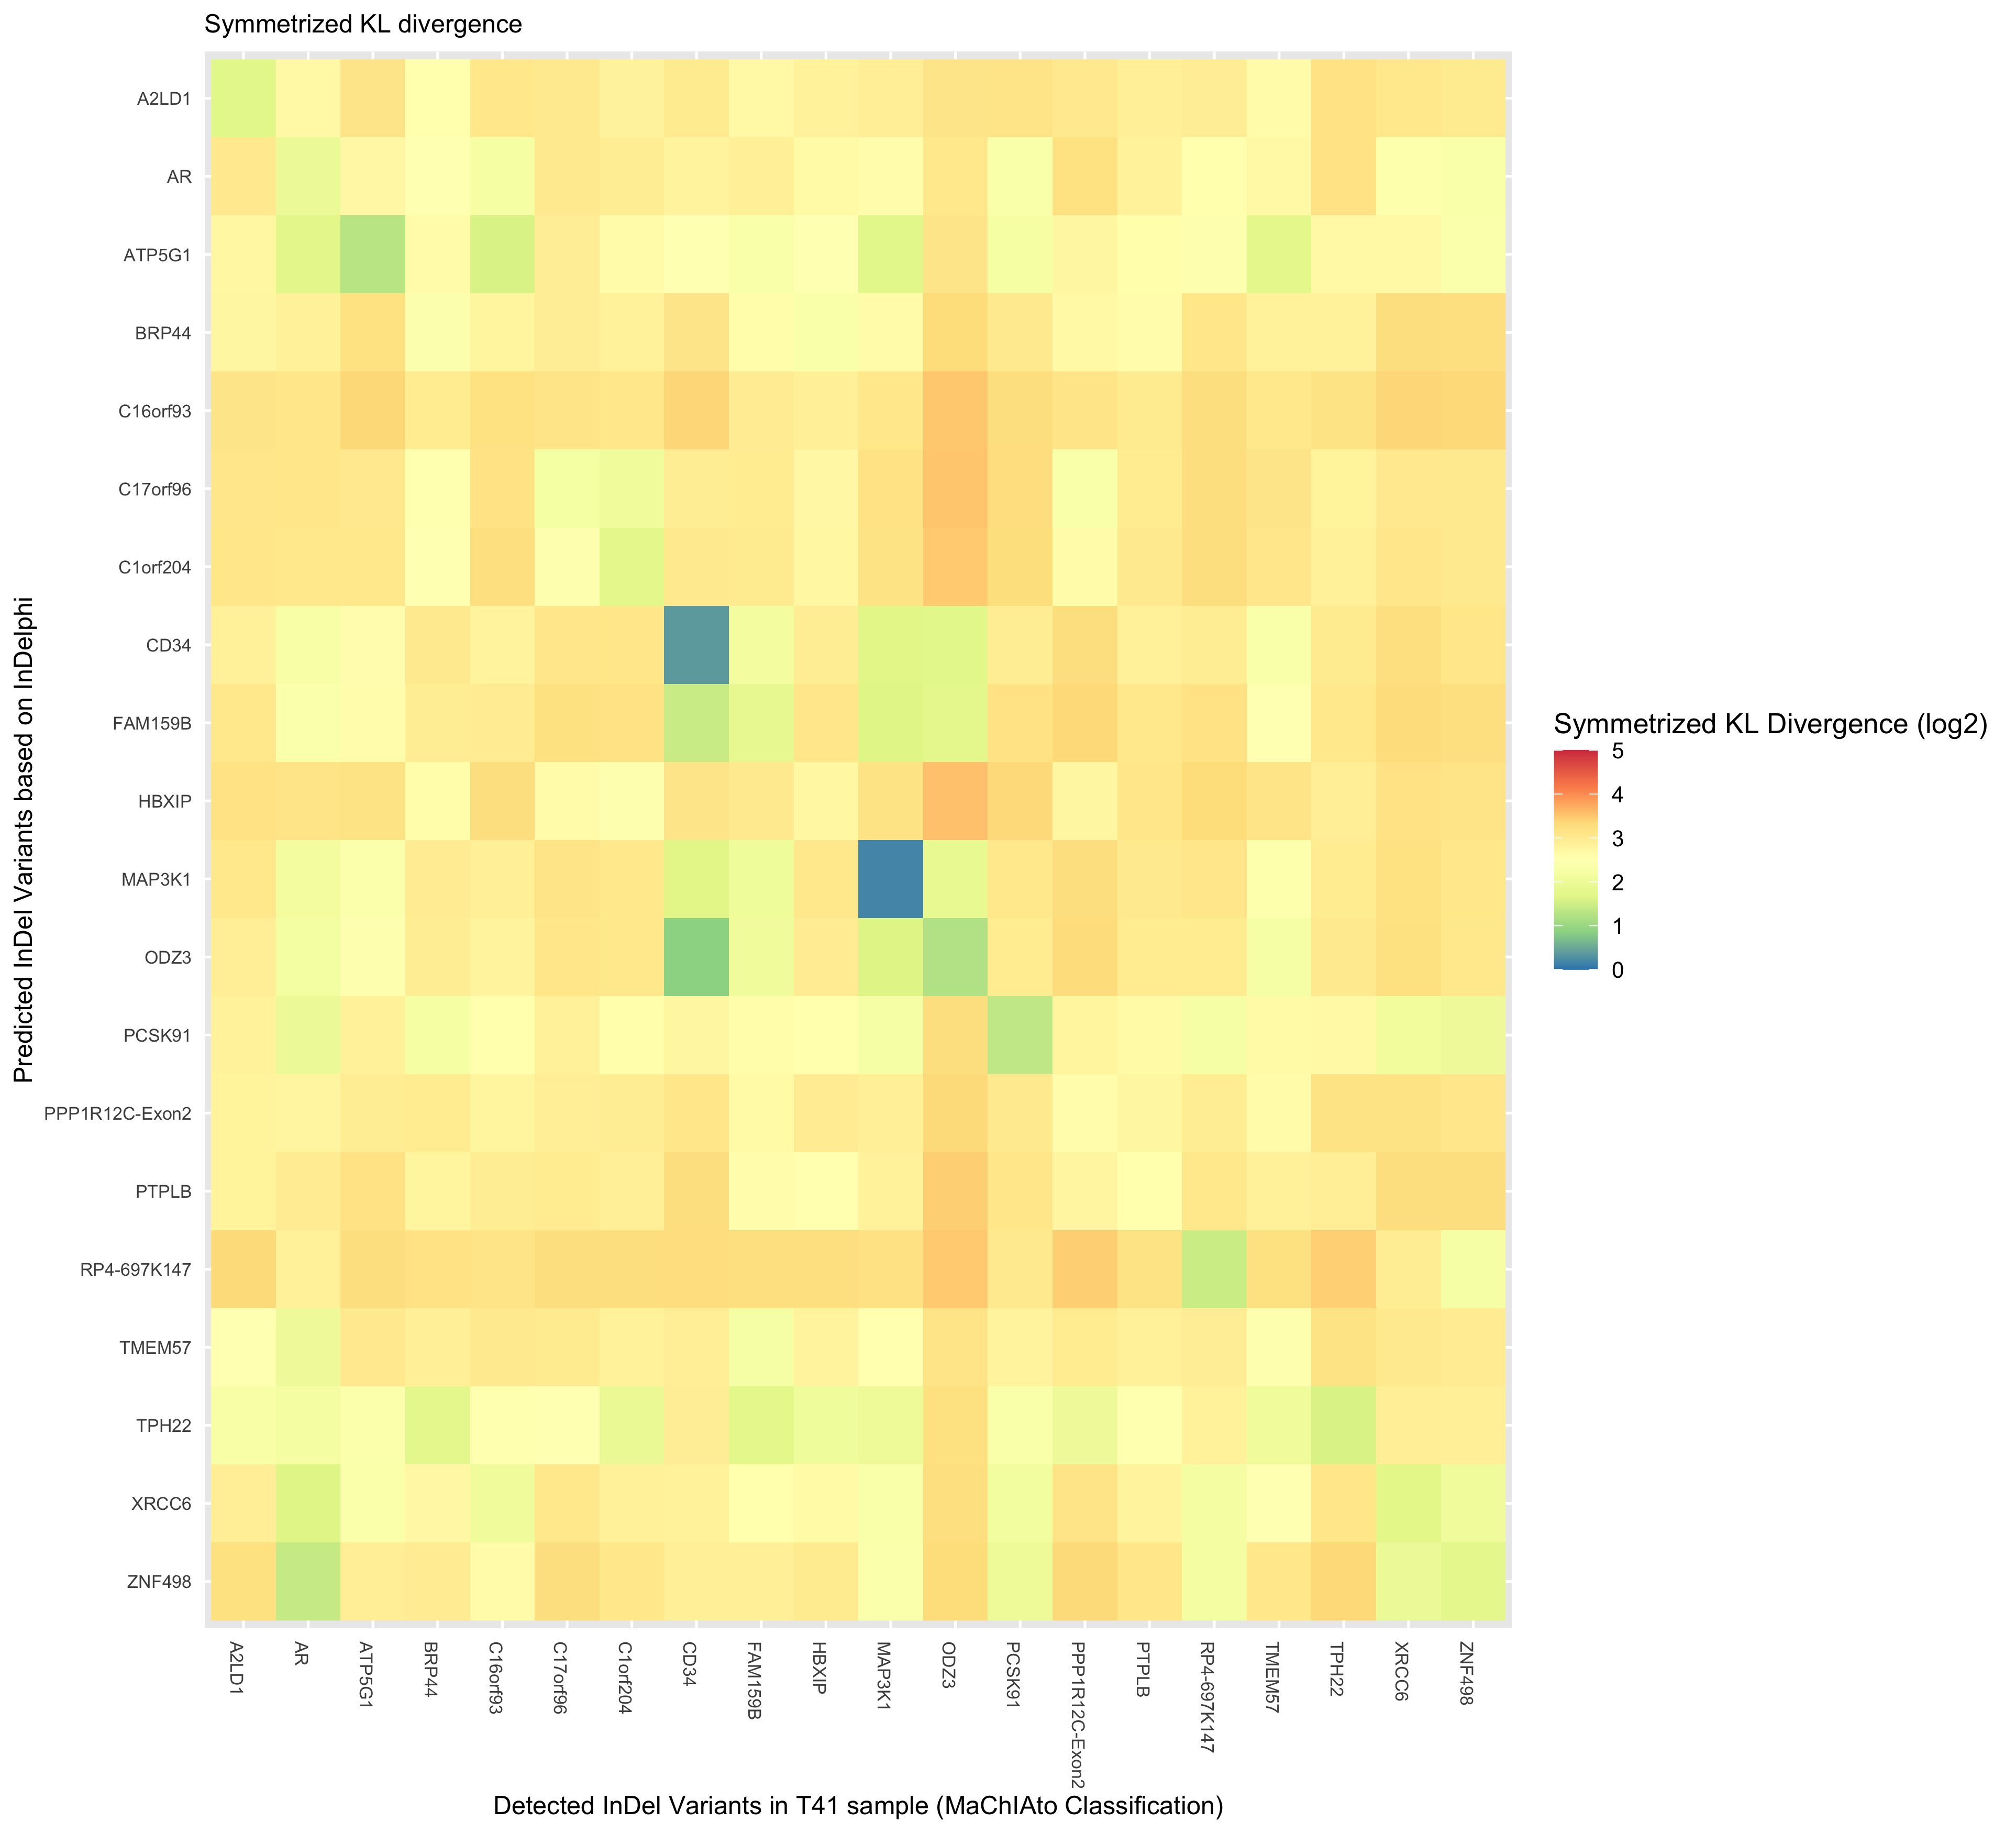 Symmetrized KL divergence
A2LD1
AR
ATP5G1
BRP44
C16orf93
C17orf96
C1orf204
CD34
FAM159B
HBXIP
MAP3K1
ODZ3
PCSK91
PPP1R12C-Exon2
PTPLB
RP4-697K147
TMEM57
TPH22
XRCC6
ZNF498
Predicted InDel Variants based on InDelphi
A2LD1
AR
ATP5G1
BRP44
C16orf93
C17orf96
C1orf204
CD34
FAM159B
HBXIP
MAP3K1
ODZ3
PCSK91
PPP1R12C-Exon2
PTPLB
RP4-697K147
TMEM57
TPH22
XRCC6
ZNF498
Detected InDel Variants in T41 sample (MaChIAto Classification)
Symmetrized KL Divergence (log2)
5
4
3
2
1
0